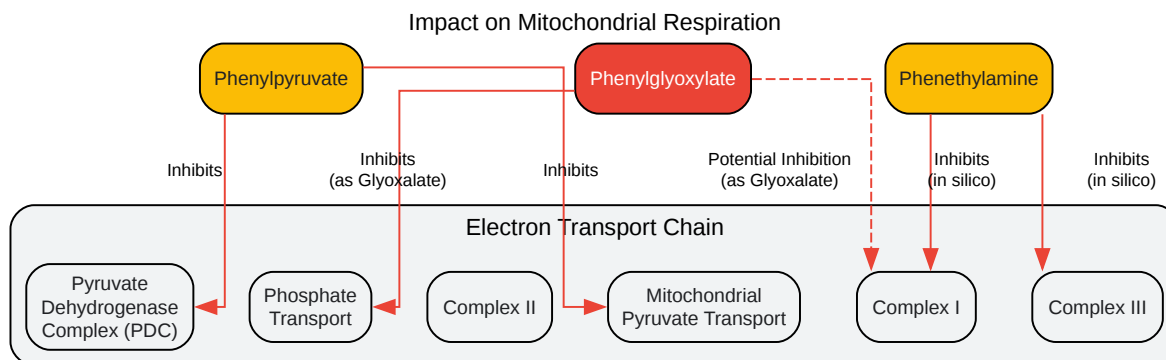 Impact on Mitochondrial Respiration
Phenylpyruvate
Phenylglyoxylate
Phenethylamine
Inhibits
Inhibits
(as Glyoxalate)
Inhibits
Potential Inhibition
(as Glyoxalate)
Inhibits
(in silico)
Inhibits
(in silico)
Electron Transport Chain
Pyruvate
Dehydrogenase
Complex (PDC)
Phosphate
Transport
Complex II
Mitochondrial
Pyruvate Transport
Complex I
Complex III